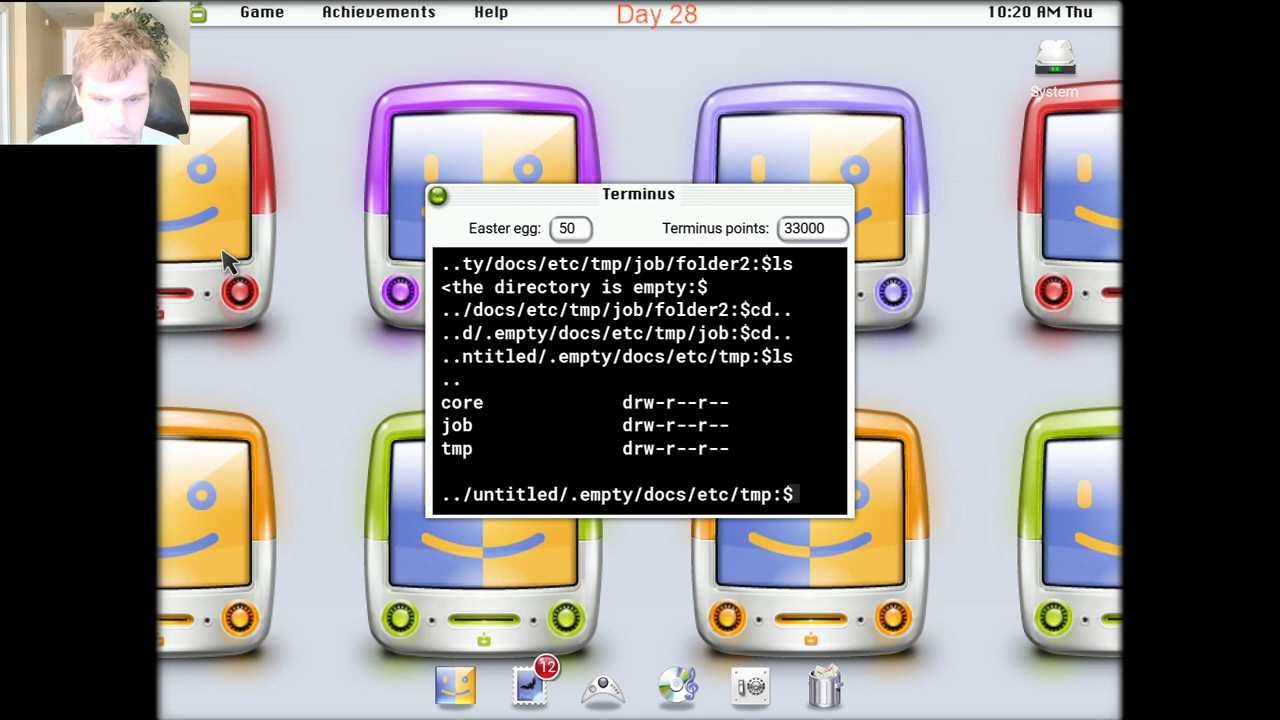 Game Achievements Help Day 28 10:20 AM Thu
System
Terminus
Easter egg: 50 Terminus points: 33000
..ty/docs/etc/tmp/job/folder2:$ls
<the directory is empty:$
../docs/etc/tmp/job/folder2:$cd..
..d/.empty/docs/etc/tmp/job:$cd..
..ntitled/.empty/docs/etc/tmp:$ls
..
core drw-r--r--
job drw-r--r--
tmp drw-r--r--
../untitled/.empty/docs/etc/tmp:$
12